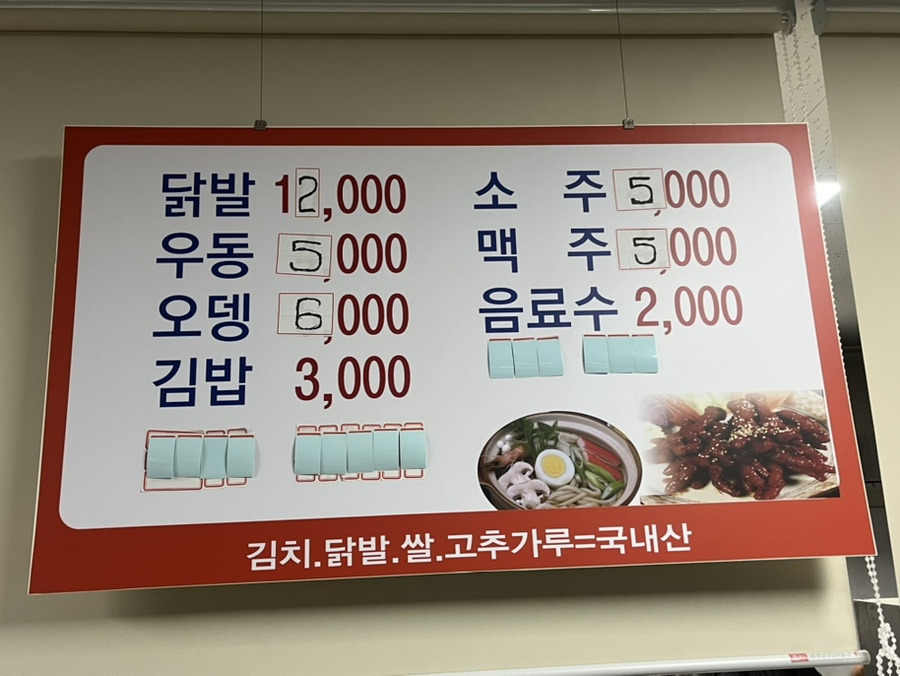 닭발 12,000
우동 5,000
오뎅 6,000
김밥 3,000
소 주 5,000
맥 주 5,000
음료수 2,000
김치.닭발.쌀.고추가루=국내산